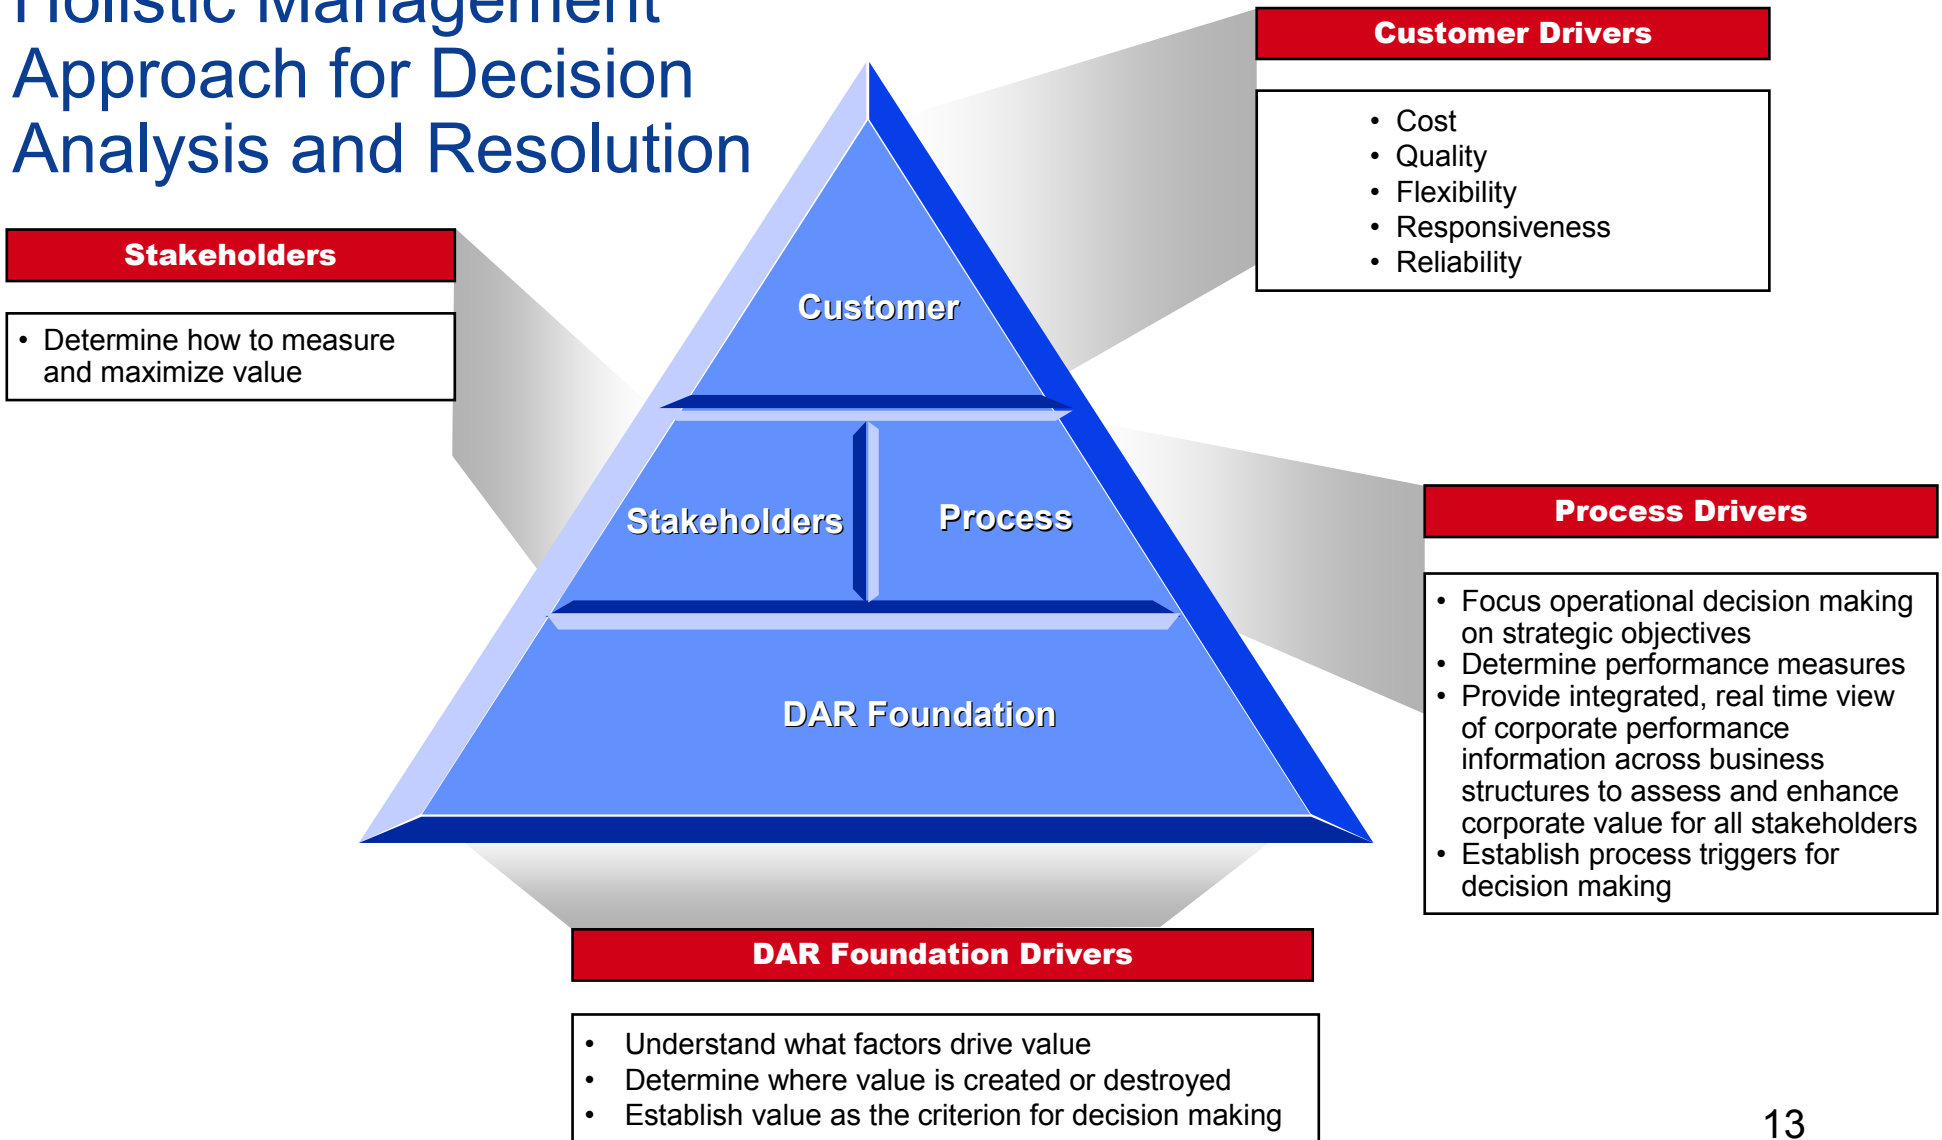 Holistic Management
Approach for Decision
Analysis and Resolution
Customer Drivers
• Cost
• Quality
• Flexibility
• Responsiveness
• Reliability
Stakeholders
• Determine how to measure
and maximize value
Customer
Stakeholders
Process
DAR Foundation
Process Drivers
• Focus operational decision making
on strategic objectives
• Determine performance measures
• Provide integrated, real time view
of corporate performance
information across business
structures to assess and enhance
corporate value for all stakeholders
• Establish process triggers for
decision making
DAR Foundation Drivers
• Understand what factors drive value
• Determine where value is created or destroyed
• Establish value as the criterion for decision making
13